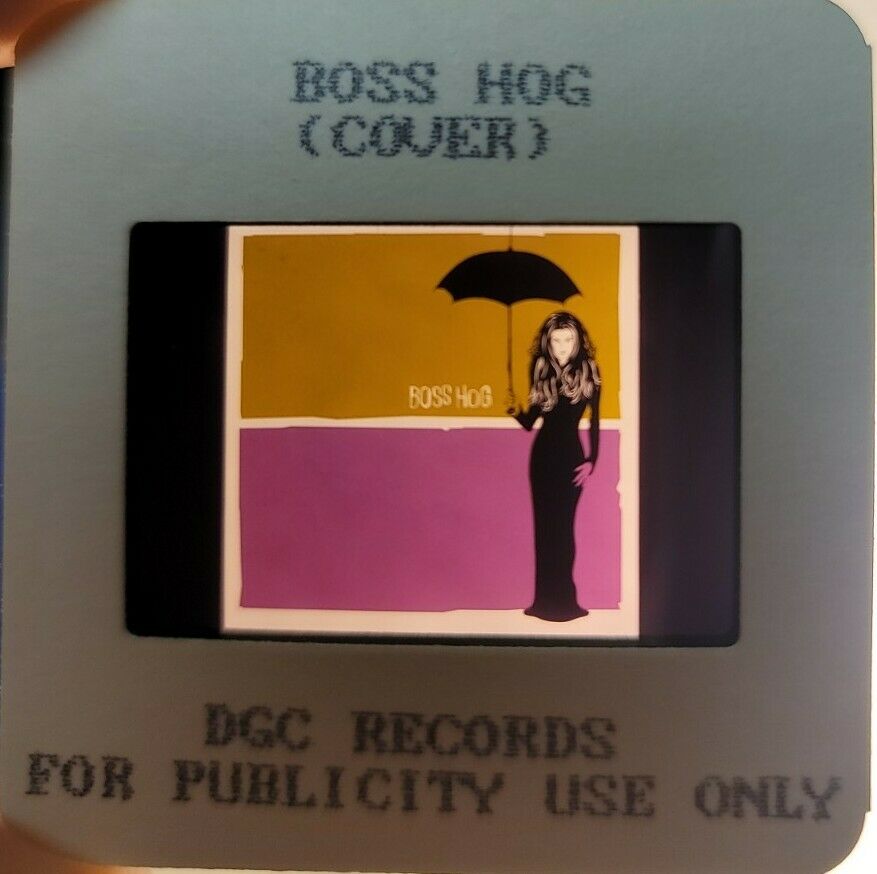 BOSS HOG
(COVER)
BOSS HOG
DGC RECORDS
FOR PUBLICITY USE ONLY